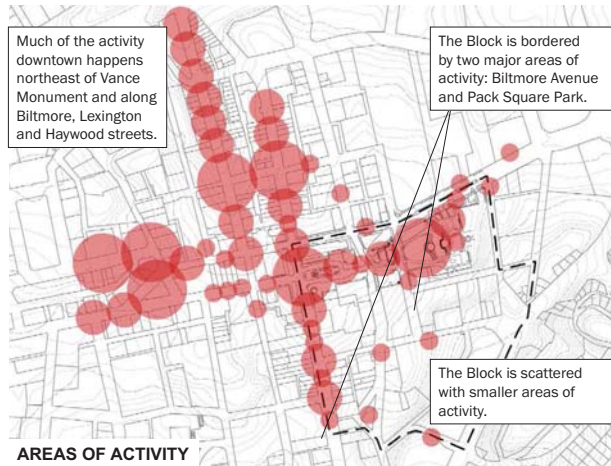 Much of the activity
downtown happens
northeast of Vance
Monument and along
Biltmore, Lexington
and Haywood streets.
The Block is bordered
by two major areas of
activity: Biltmore Avenue
and Pack Square Park.
The Block is scattered
with smaller areas of
activity.
AREAS OF ACTIVITY